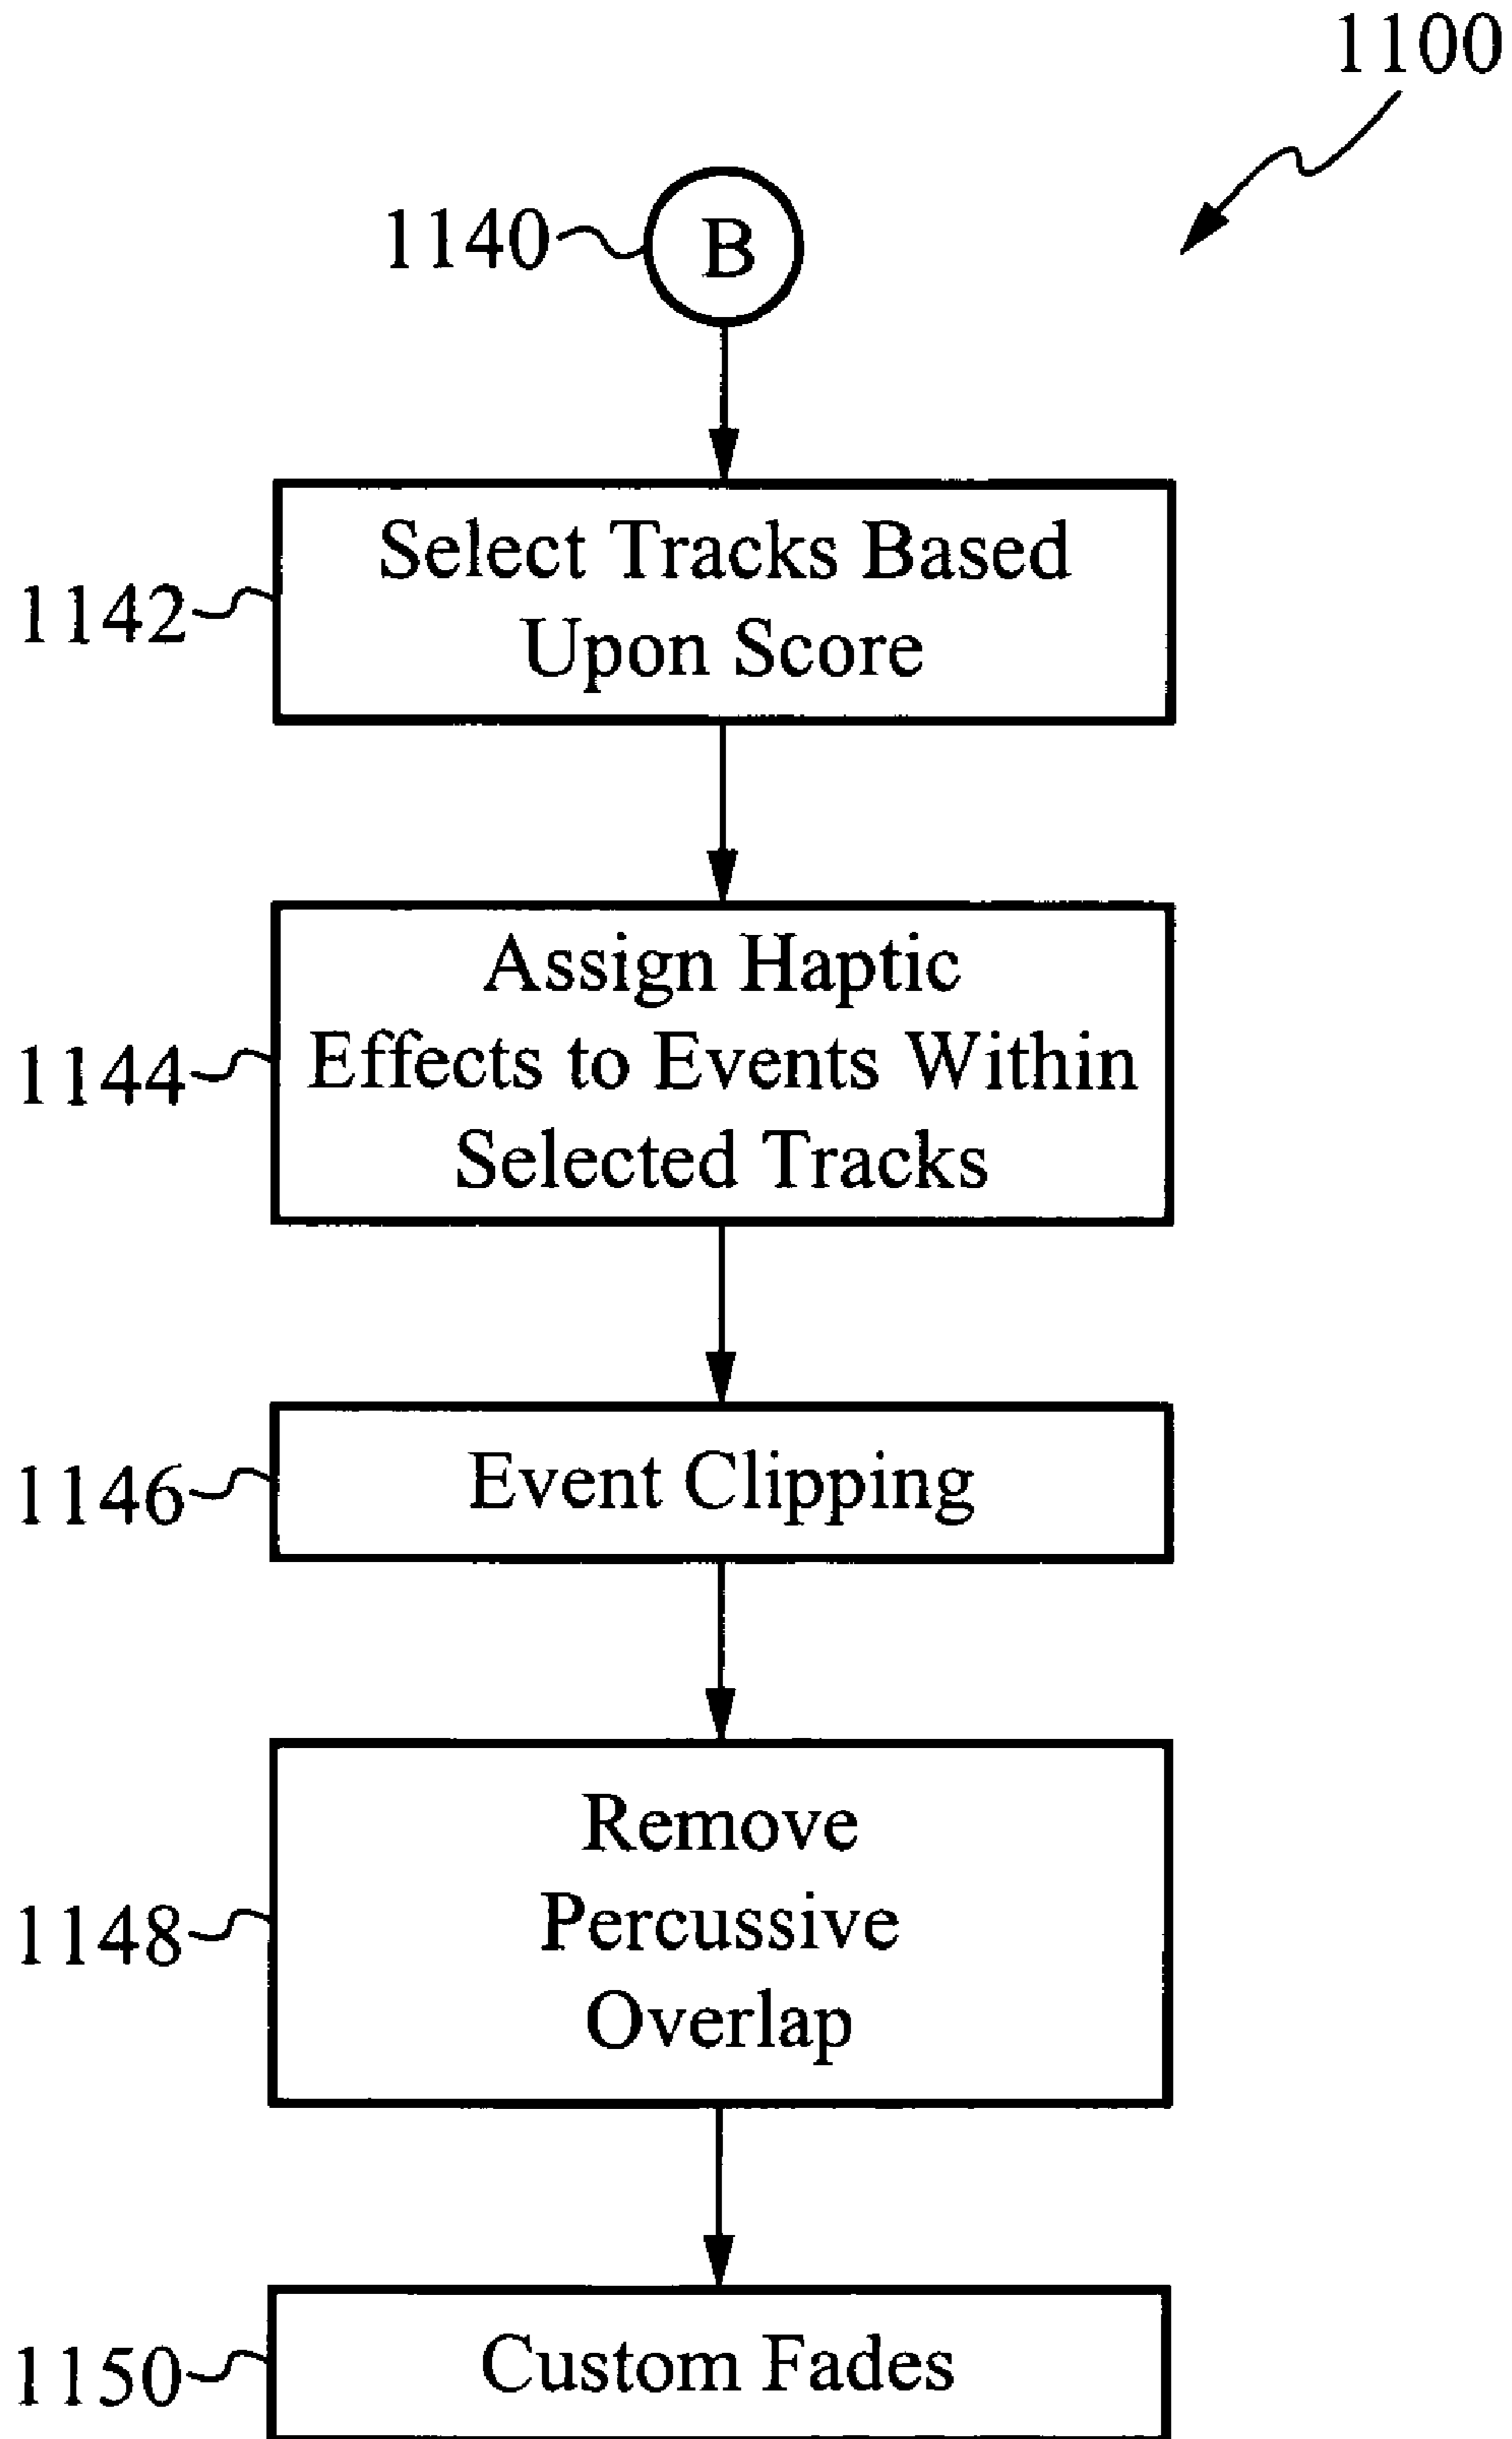 1100
1140
B
1142
Select Tracks Based
Upon Score
1144
Assign Haptic
Effects to Events Within
Selected Tracks
1146
Event Clipping
1148
Remove
Percussive
Overlap
1150
Custom Fades